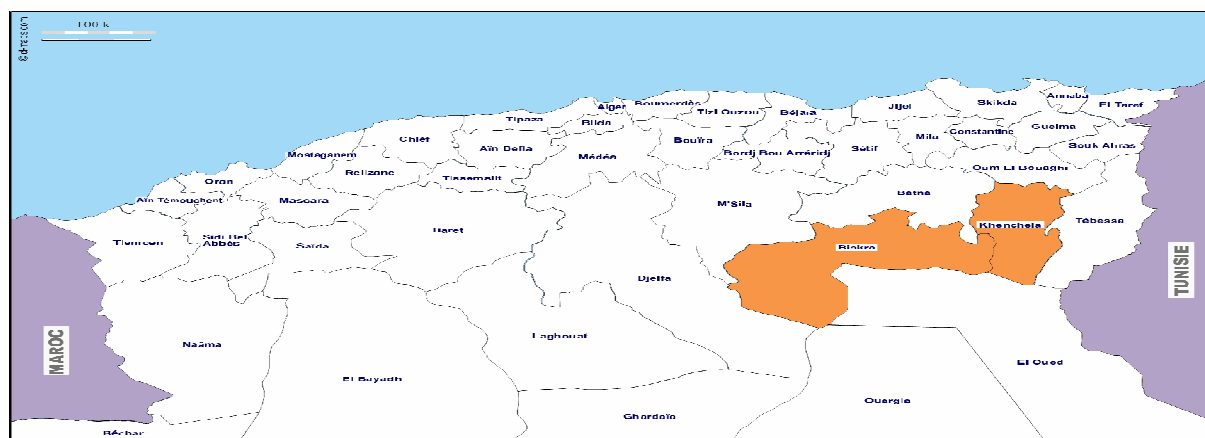 100 k
Annaba
Jijel
Skikda
El Taref
Alger
Boumerdès
Tizi Ouzou
Béjaïa
Tipaza
Blida
Guelma
Chlef
Bouïra
Mila
Constantine
Aïn Defla
Sétif
Souk Ahras
Mostaganem
Médéa
Bordj Bou Arréridj
Relizane
Tissemsilt
Oum El Bouaghi
Oran
Aïn Témouchent
Mascara
Batna
M'Sila
Tébessa
Tlemcen
Sidi Bel
Abbès
Saïda
Tiaret
Khenchela
Biskra
Djelfa
TUNISIE
Naâma
Laghouat
MAROC
El Bayadh
El Oued
Ouargla
Ghardaïa
Béchar